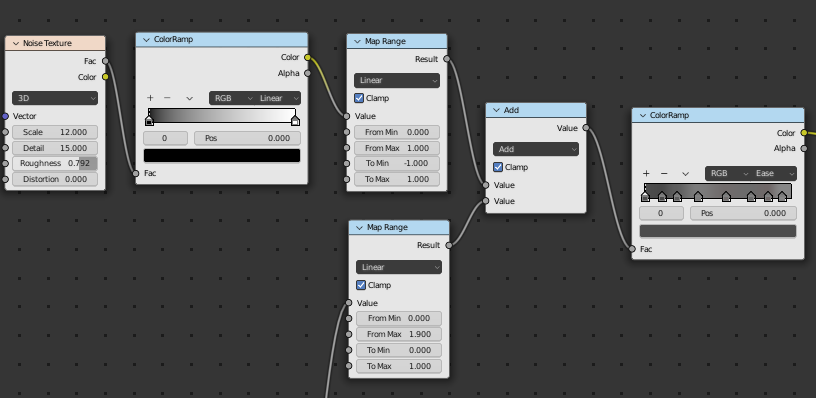 Noise Texture
Fac
Color
3D
Vector
Scale 12.000
Detail 15.000
Roughness 0.792
Distortion 0.000
ColorRamp
Color
Alpha
+ − RGB Linear
0 Pos 0.000
Fac
Map Range
Result
Linear
Clamp
Value
From Min 0.000
From Max 1.000
To Min -1.000
To Max 1.000
Map Range
Result
Linear
Clamp
Value
From Min 0.000
From Max 1.900
To Min 0.000
To Max 1.000
Add
Value
Add
Clamp
Value
Value
ColorRamp
Color
Alpha
+ − RGB Ease
0 Pos 0.000
Fac